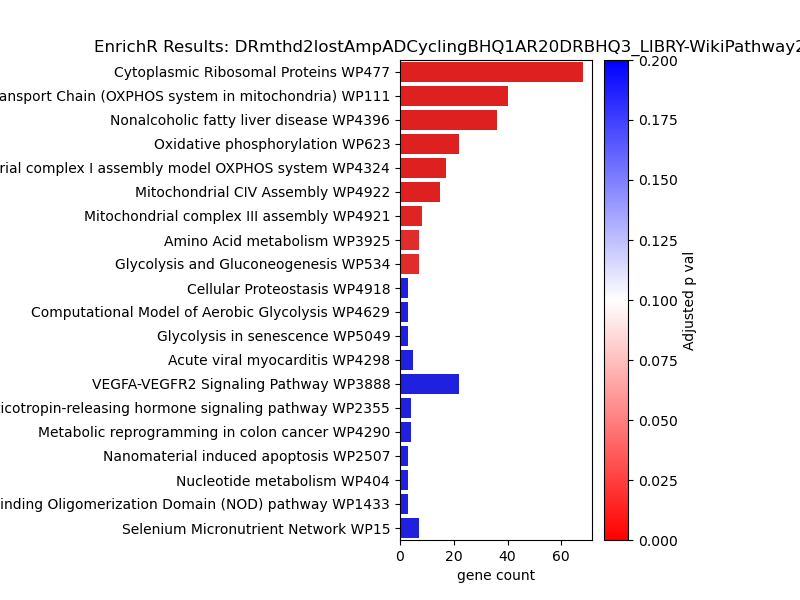 EnrichR Results: DRmthd2lostAmpADCyclingBHQ1AR20DRBHQ3_LIBRY-WikiPathway2
Cytoplasmic Ribosomal Proteins WP477
ansport Chain (OXPHOS system in mitochondria) WP111
Nonalcoholic fatty liver disease WP4396
Oxidative phosphorylation WP623
rial complex I assembly model OXPHOS system WP4324
Mitochondrial CIV Assembly WP4922
Mitochondrial complex III assembly WP4921
Amino Acid metabolism WP3925
Glycolysis and Gluconeogenesis WP534
Cellular Proteostasis WP4918
Computational Model of Aerobic Glycolysis WP4629
Glycolysis in senescence WP5049
Acute viral myocarditis WP4298
VEGFA-VEGFR2 Signaling Pathway WP3888
icotropin-releasing hormone signaling pathway WP2355
Metabolic reprogramming in colon cancer WP4290
Nanomaterial induced apoptosis WP2507
Nucleotide metabolism WP404
inding Oligomerization Domain (NOD) pathway WP1433
Selenium Micronutrient Network WP15
0 20 40 60
gene count
0.200
0.175
0.150
0.125
0.100
0.075
0.050
0.025
0.000
Adjusted p val